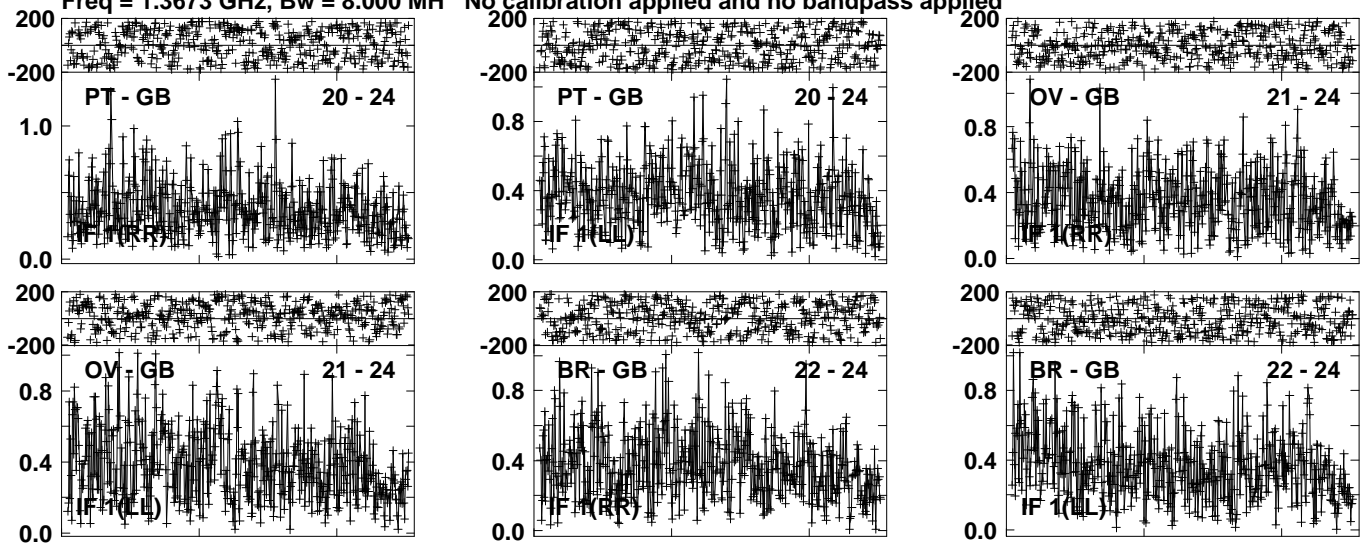 Freq = 1.3673 GHz, Bw = 8.000 MH No calibration applied and no bandpass applied
200
-200
PT - GB 20 - 24
1.0
0.0
IF 1(RR)
200
-200
PT - GB 20 - 24
0.8
0.4
0.0
IF 1(LL)
200
-200
OV - GB 21 - 24
0.8
0.4
0.0
IF 1(RR)
200
-200
OV - GB 21 - 24
0.8
0.4
0.0
IF 1(LL)
200
-200
BR - GB 22 - 24
0.8
0.4
0.0
IF 1(RR)
200
-200
BR - GB 22 - 24
0.8
0.4
0.0
IF 1(LL)